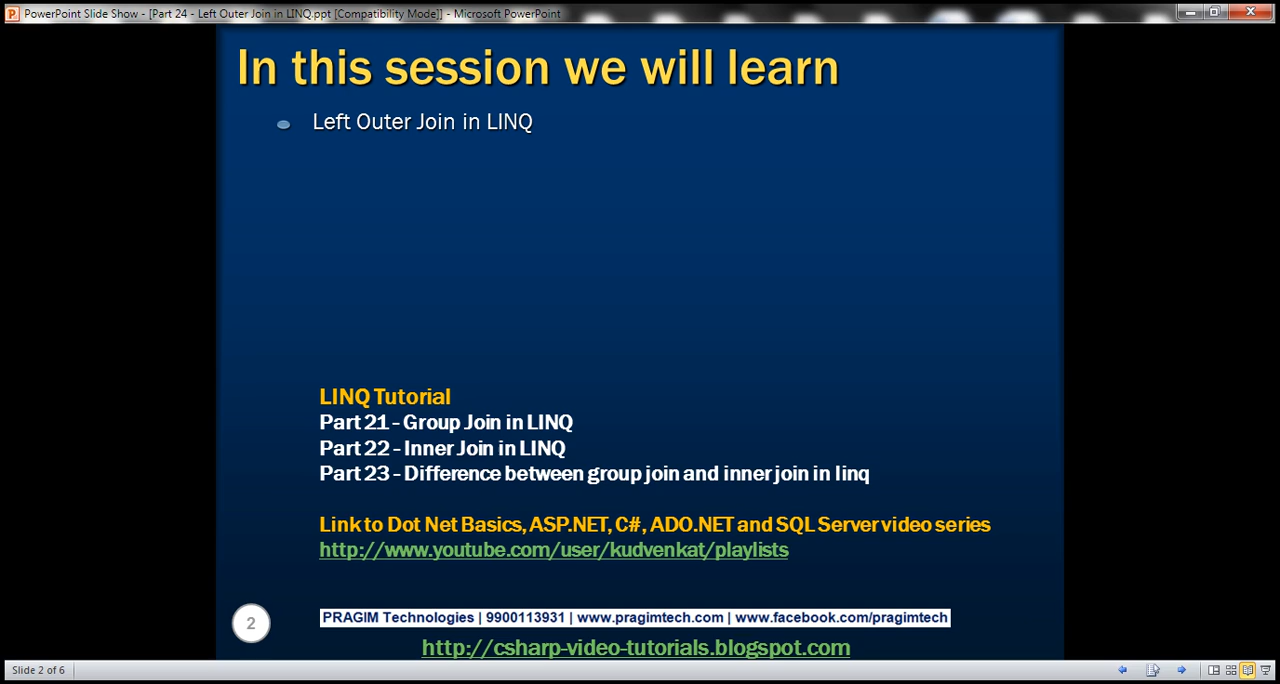 PowerPoint Slide Show - [Part 24 - Left Outer Join in LINQ.ppt [Compatibility Mode]] - Microsoft PowerPoint
In this session we will learn
Left Outer Join in LINQ
LINQ Tutorial
Part 21 - Group Join in LINQ
Part 22 - Inner Join in LINQ
Part 23 - Difference between group join and inner join in linq
Link to Dot Net Basics, ASP.NET, C#, ADO.NET and SQL Server video series
http://www.youtube.com/user/kudvenkat/playlists
2
PRAGIM Technologies | 9900113931 | www.pragimtech.com | www.facebook.com/pragimtech
http://csharp-video-tutorials.blogspot.com
Slide 2 of 6